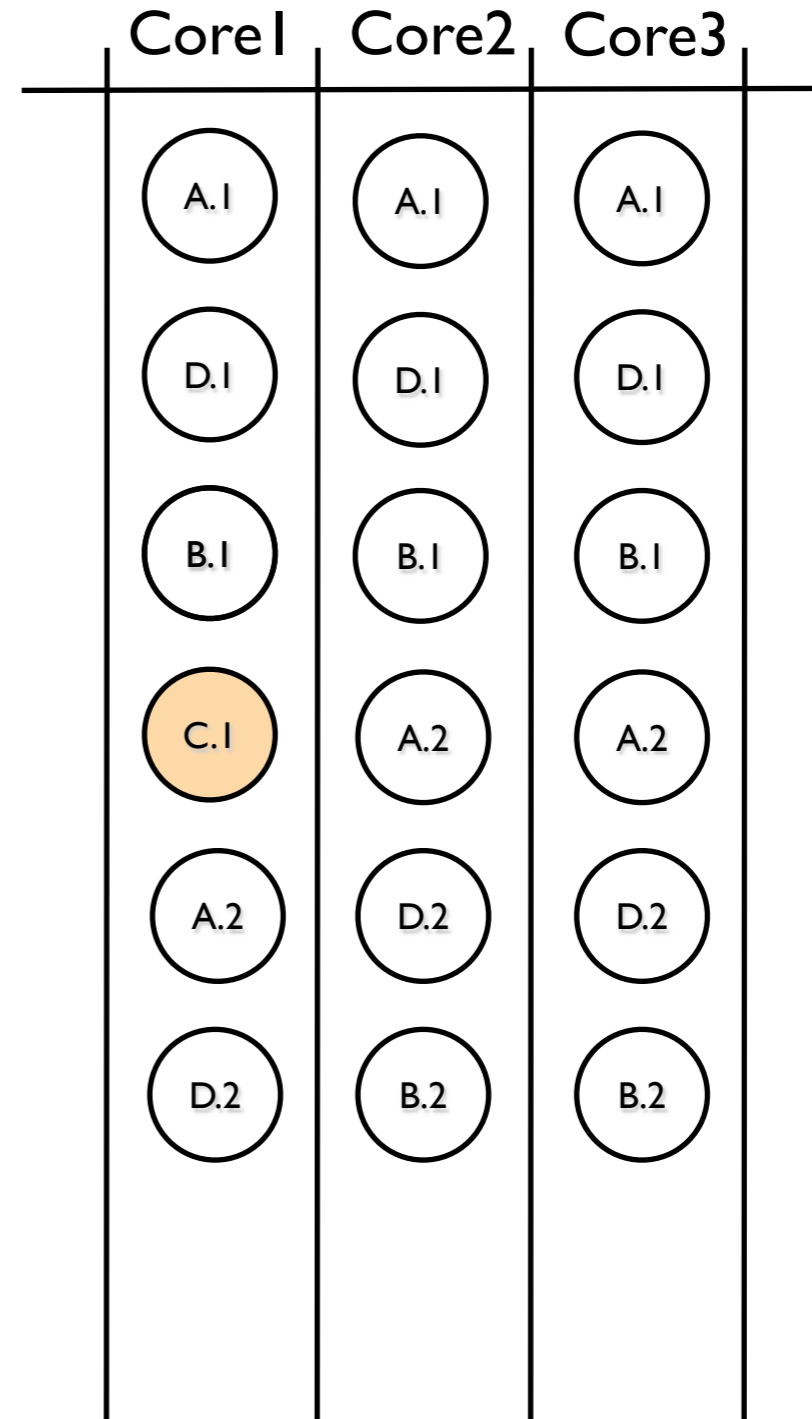 Core1 Core2 Core3
A.1 A.1 A.1
D.1 D.1 D.1
B.1 B.1 B.1
C.1 A.2 A.2
A.2 D.2 D.2
D.2 B.2 B.2